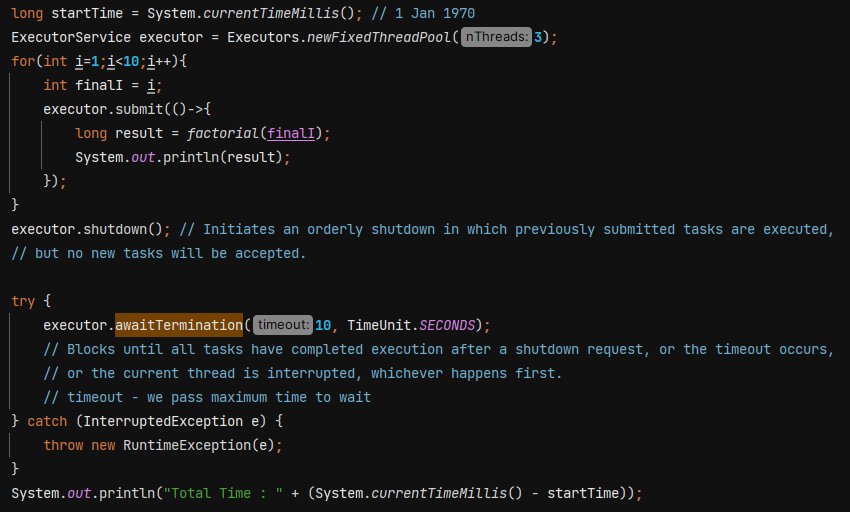 long startTime = System.currentTimeMillis(); // 1 Jan 1970
ExecutorService executor = Executors.newFixedThreadPool( nThreads: 3);
for(int i=1;i<10;i++){
    int finalI = i;
    executor.submit(()->{
        long result = factorial(finalI);
        System.out.println(result);
    });
}
executor.shutdown(); // Initiates an orderly shutdown in which previously submitted tasks are executed,
// but no new tasks will be accepted.
try {
    executor.awaitTermination( timeout: 10, TimeUnit.SECONDS);
    // Blocks until all tasks have completed execution after a shutdown request, or the timeout occurs,
    // or the current thread is interrupted, whichever happens first.
    // timeout - we pass maximum time to wait
} catch (InterruptedException e) {
    throw new RuntimeException(e);
}
System.out.println("Total Time : " + (System.currentTimeMillis() - startTime));